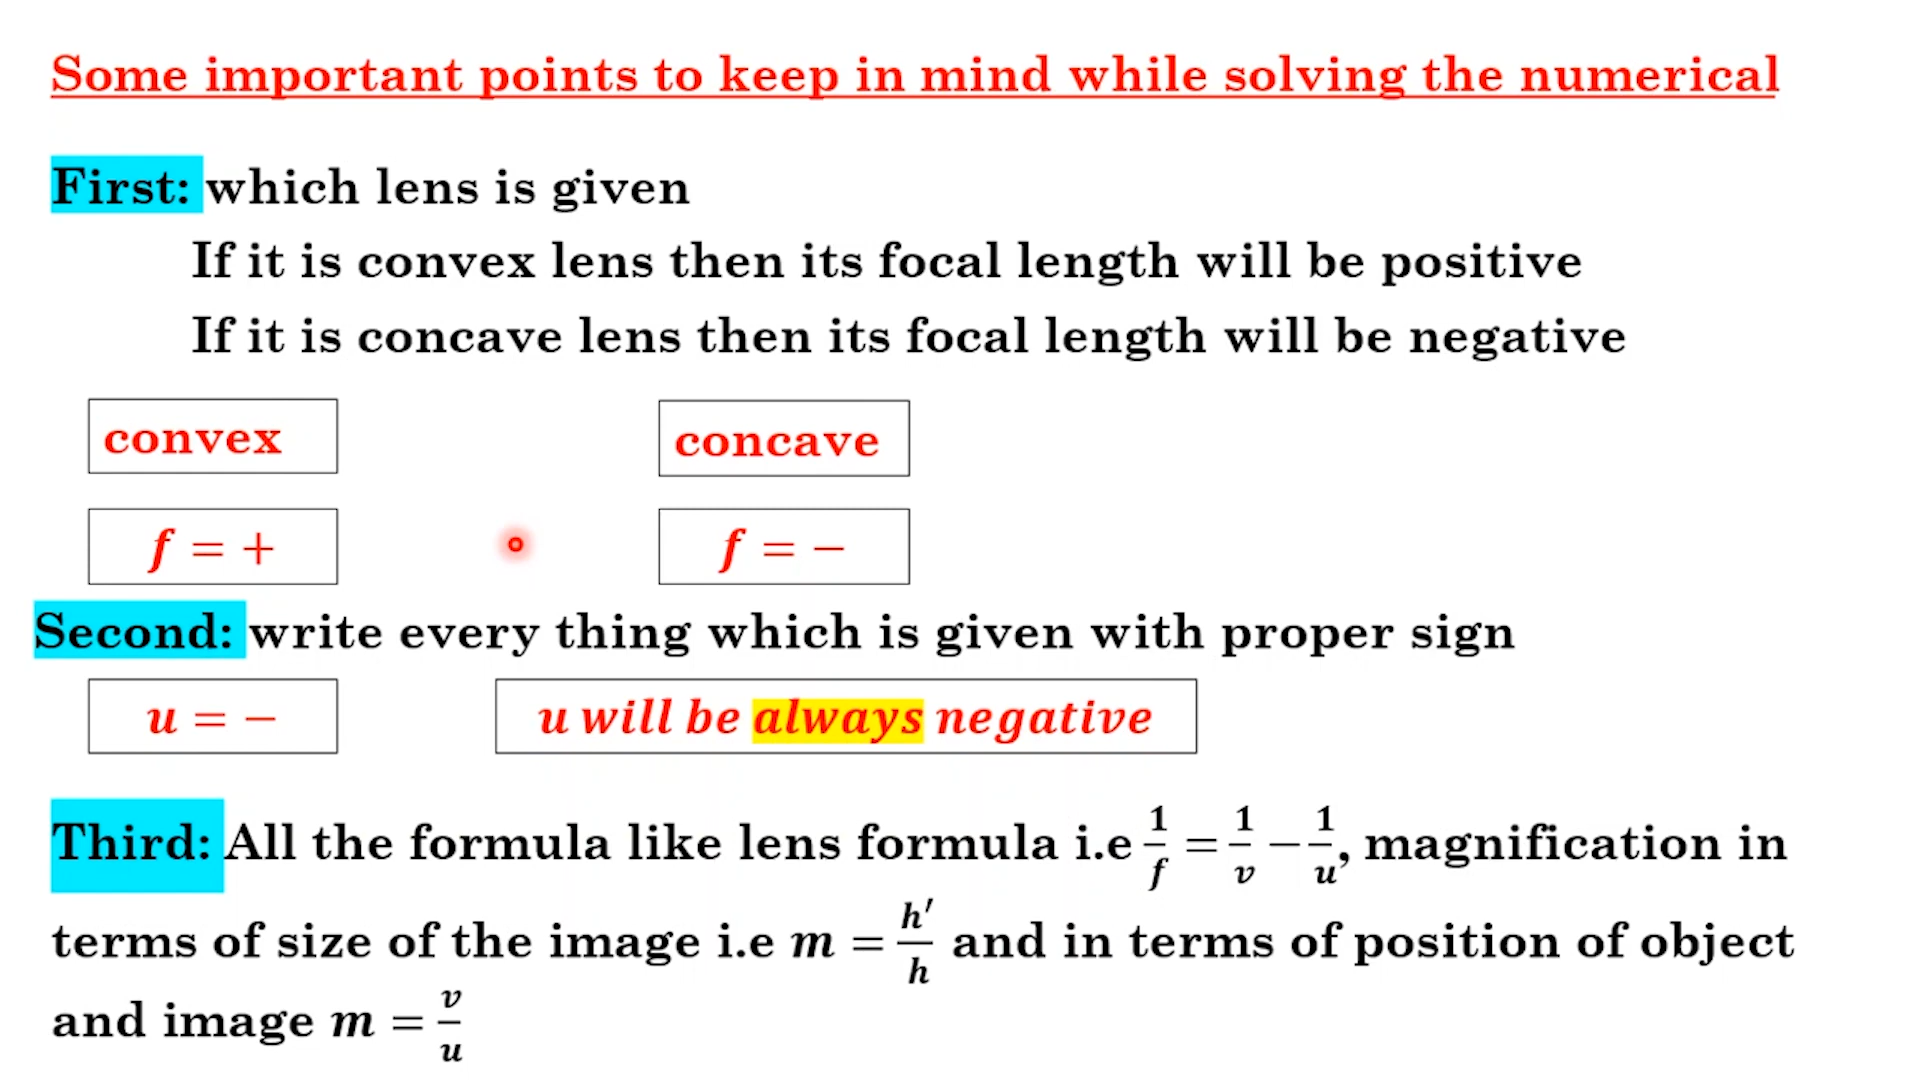 Some important points to keep in mind while solving the numerical
First: which lens is given
If it is convex lens then its focal length will be positive
If it is concave lens then its focal length will be negative
convex
concave
f = +
f = −
Second: write every thing which is given with proper sign
u = −
u will be always negative
Third: All the formula like lens formula i.e 1/f = 1/v − 1/u, magnification in
terms of size of the image i.e m = h′/h and in terms of position of object
and image m = v/u